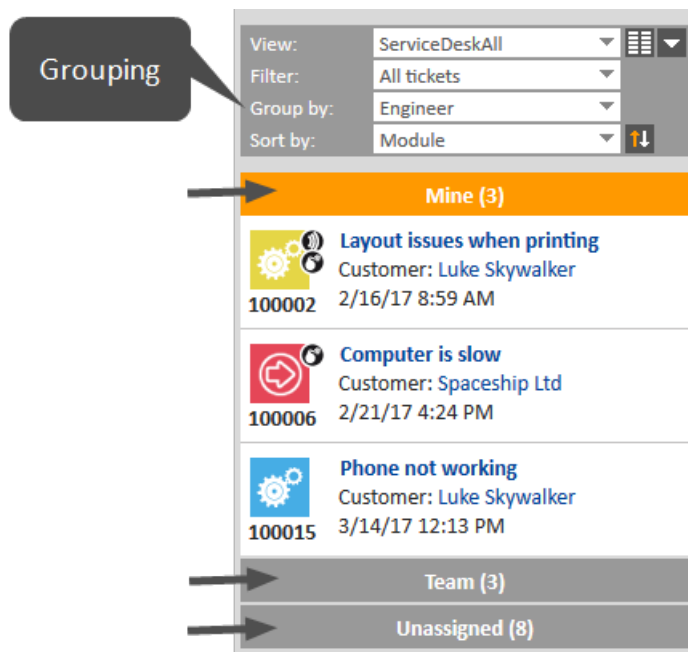 Grouping
View: ServiceDeskAll
Filter: All tickets
Group by: Engineer
Sort by: Module
Mine (3)
Layout issues when printing
Customer: Luke Skywalker
100002 2/16/17 8:59 AM
Computer is slow
Customer: Spaceship Ltd
100006 2/21/17 4:24 PM
Phone not working
Customer: Luke Skywalker
100015 3/14/17 12:13 PM
Team (3)
Unassigned (8)